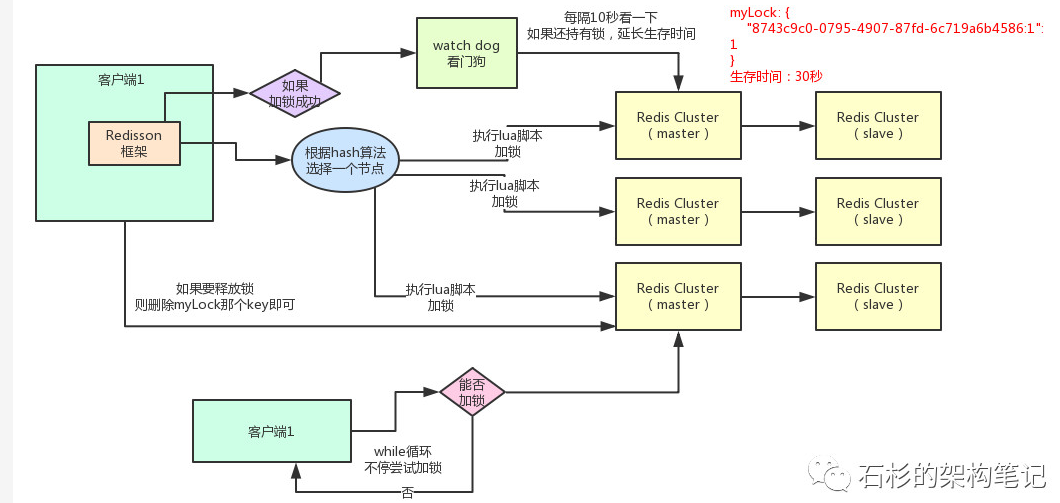 每隔10秒看一下
如果还持有锁，延长生存时间
myLock: {
"8743c9c0-0795-4907-87fd-6c719a6b4586:1":
1
}
生存时间：30秒
watch dog
看门狗
客户端1
如果
加锁成功
Redisson
框架
根据hash算法
选择一个节点
执行lua脚本
加锁
Redis Cluster
（master）
Redis Cluster
（slave）
执行lua脚本
加锁
Redis Cluster
（master）
Redis Cluster
（slave）
如果要释放锁
则删除myLock那个key即可
执行lua脚本
加锁
Redis Cluster
（master）
Redis Cluster
（slave）
能否
加锁
客户端1
while循环
不停尝试加锁
否
石杉的架构笔记